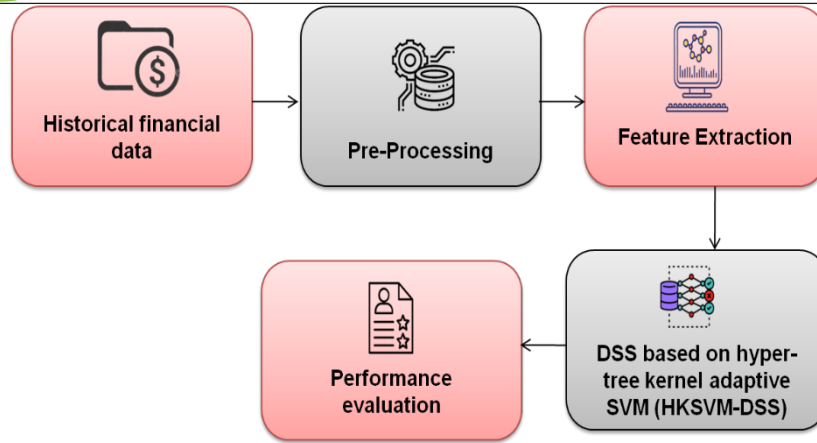 $
Historical financial
data
Pre-Processing
Feature Extraction
DSS based on hyper-
tree kernel adaptive
SVM (HKSVM-DSS)
Performance
evaluation